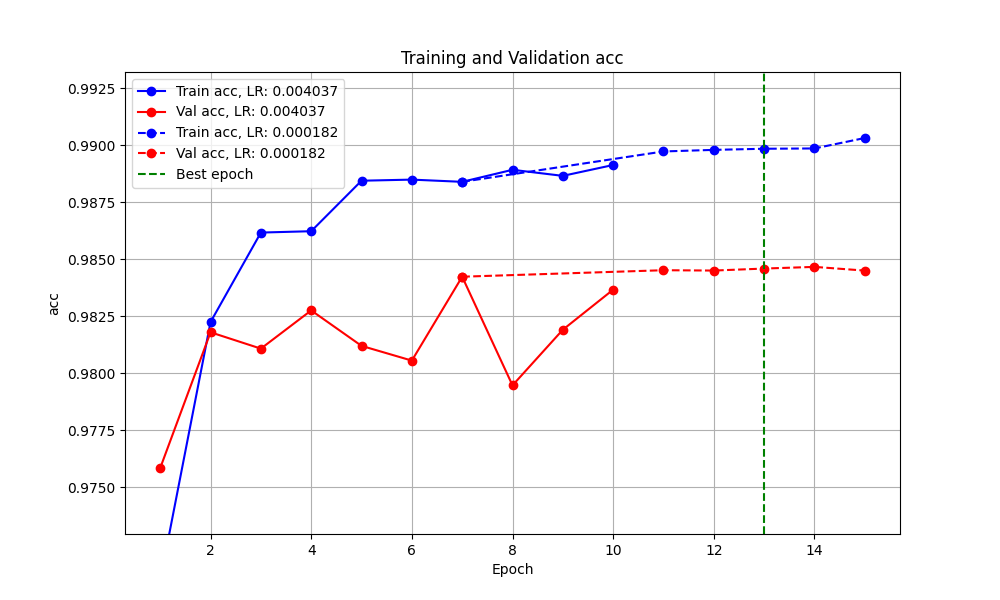 Training and Validation acc
Train acc, LR: 0.004037
Val acc, LR: 0.004037
Train acc, LR: 0.000182
Val acc, LR: 0.000182
Best epoch
acc
0.9925
0.9900
0.9875
0.9850
0.9825
0.9800
0.9775
0.9750
2 4 6 8 10 12 14
Epoch